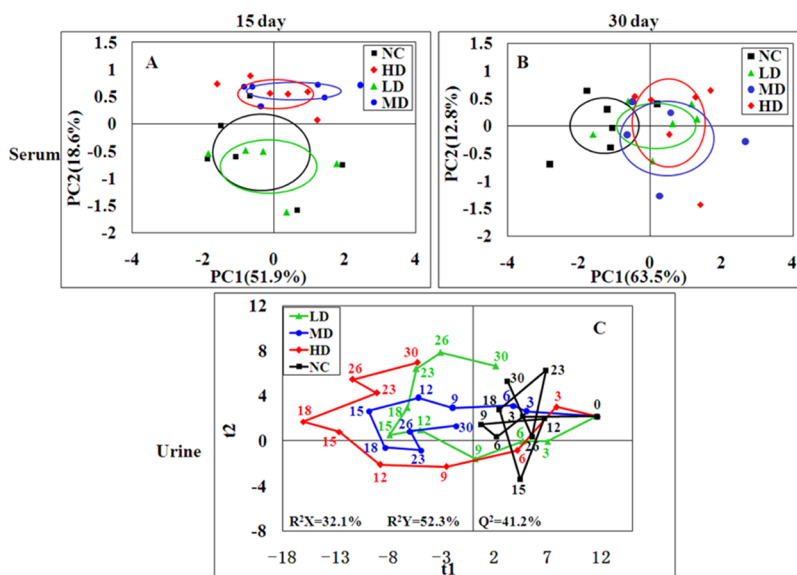 15 day
30 day
Serum
A
NC
HD
LD
MD
1.5
1
0.5
0
-0.5
-1
-1.5
-2
PC2(18.6%)
-4
-2
0
2
4
PC1(51.9%)
B
NC
LD
MD
HD
1.5
1
0.5
0
-0.5
-1
-1.5
-2
PC2(12.8%)
-4
-2
0
2
4
PC1(63.5%)
Urine
C
LD
MD
HD
NC
12
8
4
0
-4
-8
t2
26
30
30
26
23
23
18
15
12
9
6
3
0
18
15
12
9
6
3
15
12
9
6
3
18
23
26
30
30
23
18
9
3
6
12
26
15
R²X=32.1%
R²Y=52.3%
Q²=41.2%
-18
-13
-8
-3
2
7
12
t1